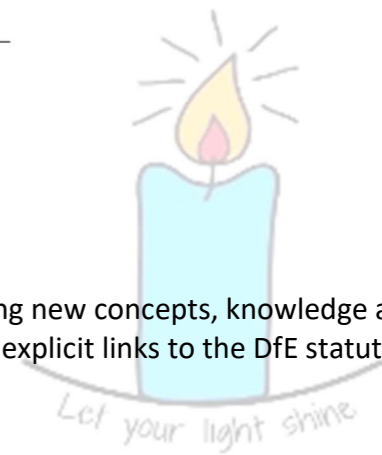 ng new concepts, knowledge a
explicit links to the DfE statut
Let your light shine